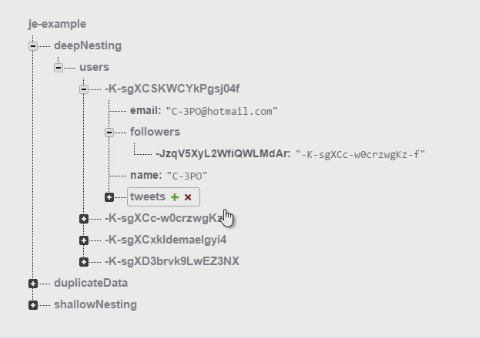 je-example
deepNesting
users
-K-sgXCSKWCYkPgsj04f
email: "C-3PO@hotmail.com"
followers
-JzqV5XyL2WfiQWLMdAr: "-K-sgXCc-w0crzwgKz-f"
name: "C-3PO"
tweets + ×
-K-sgXCc-w0crzwgKz
-K-sgXCxkIdemaelgyi4
-K-sgXD3brvk9LwEZ3NX
duplicateData
shallowNesting